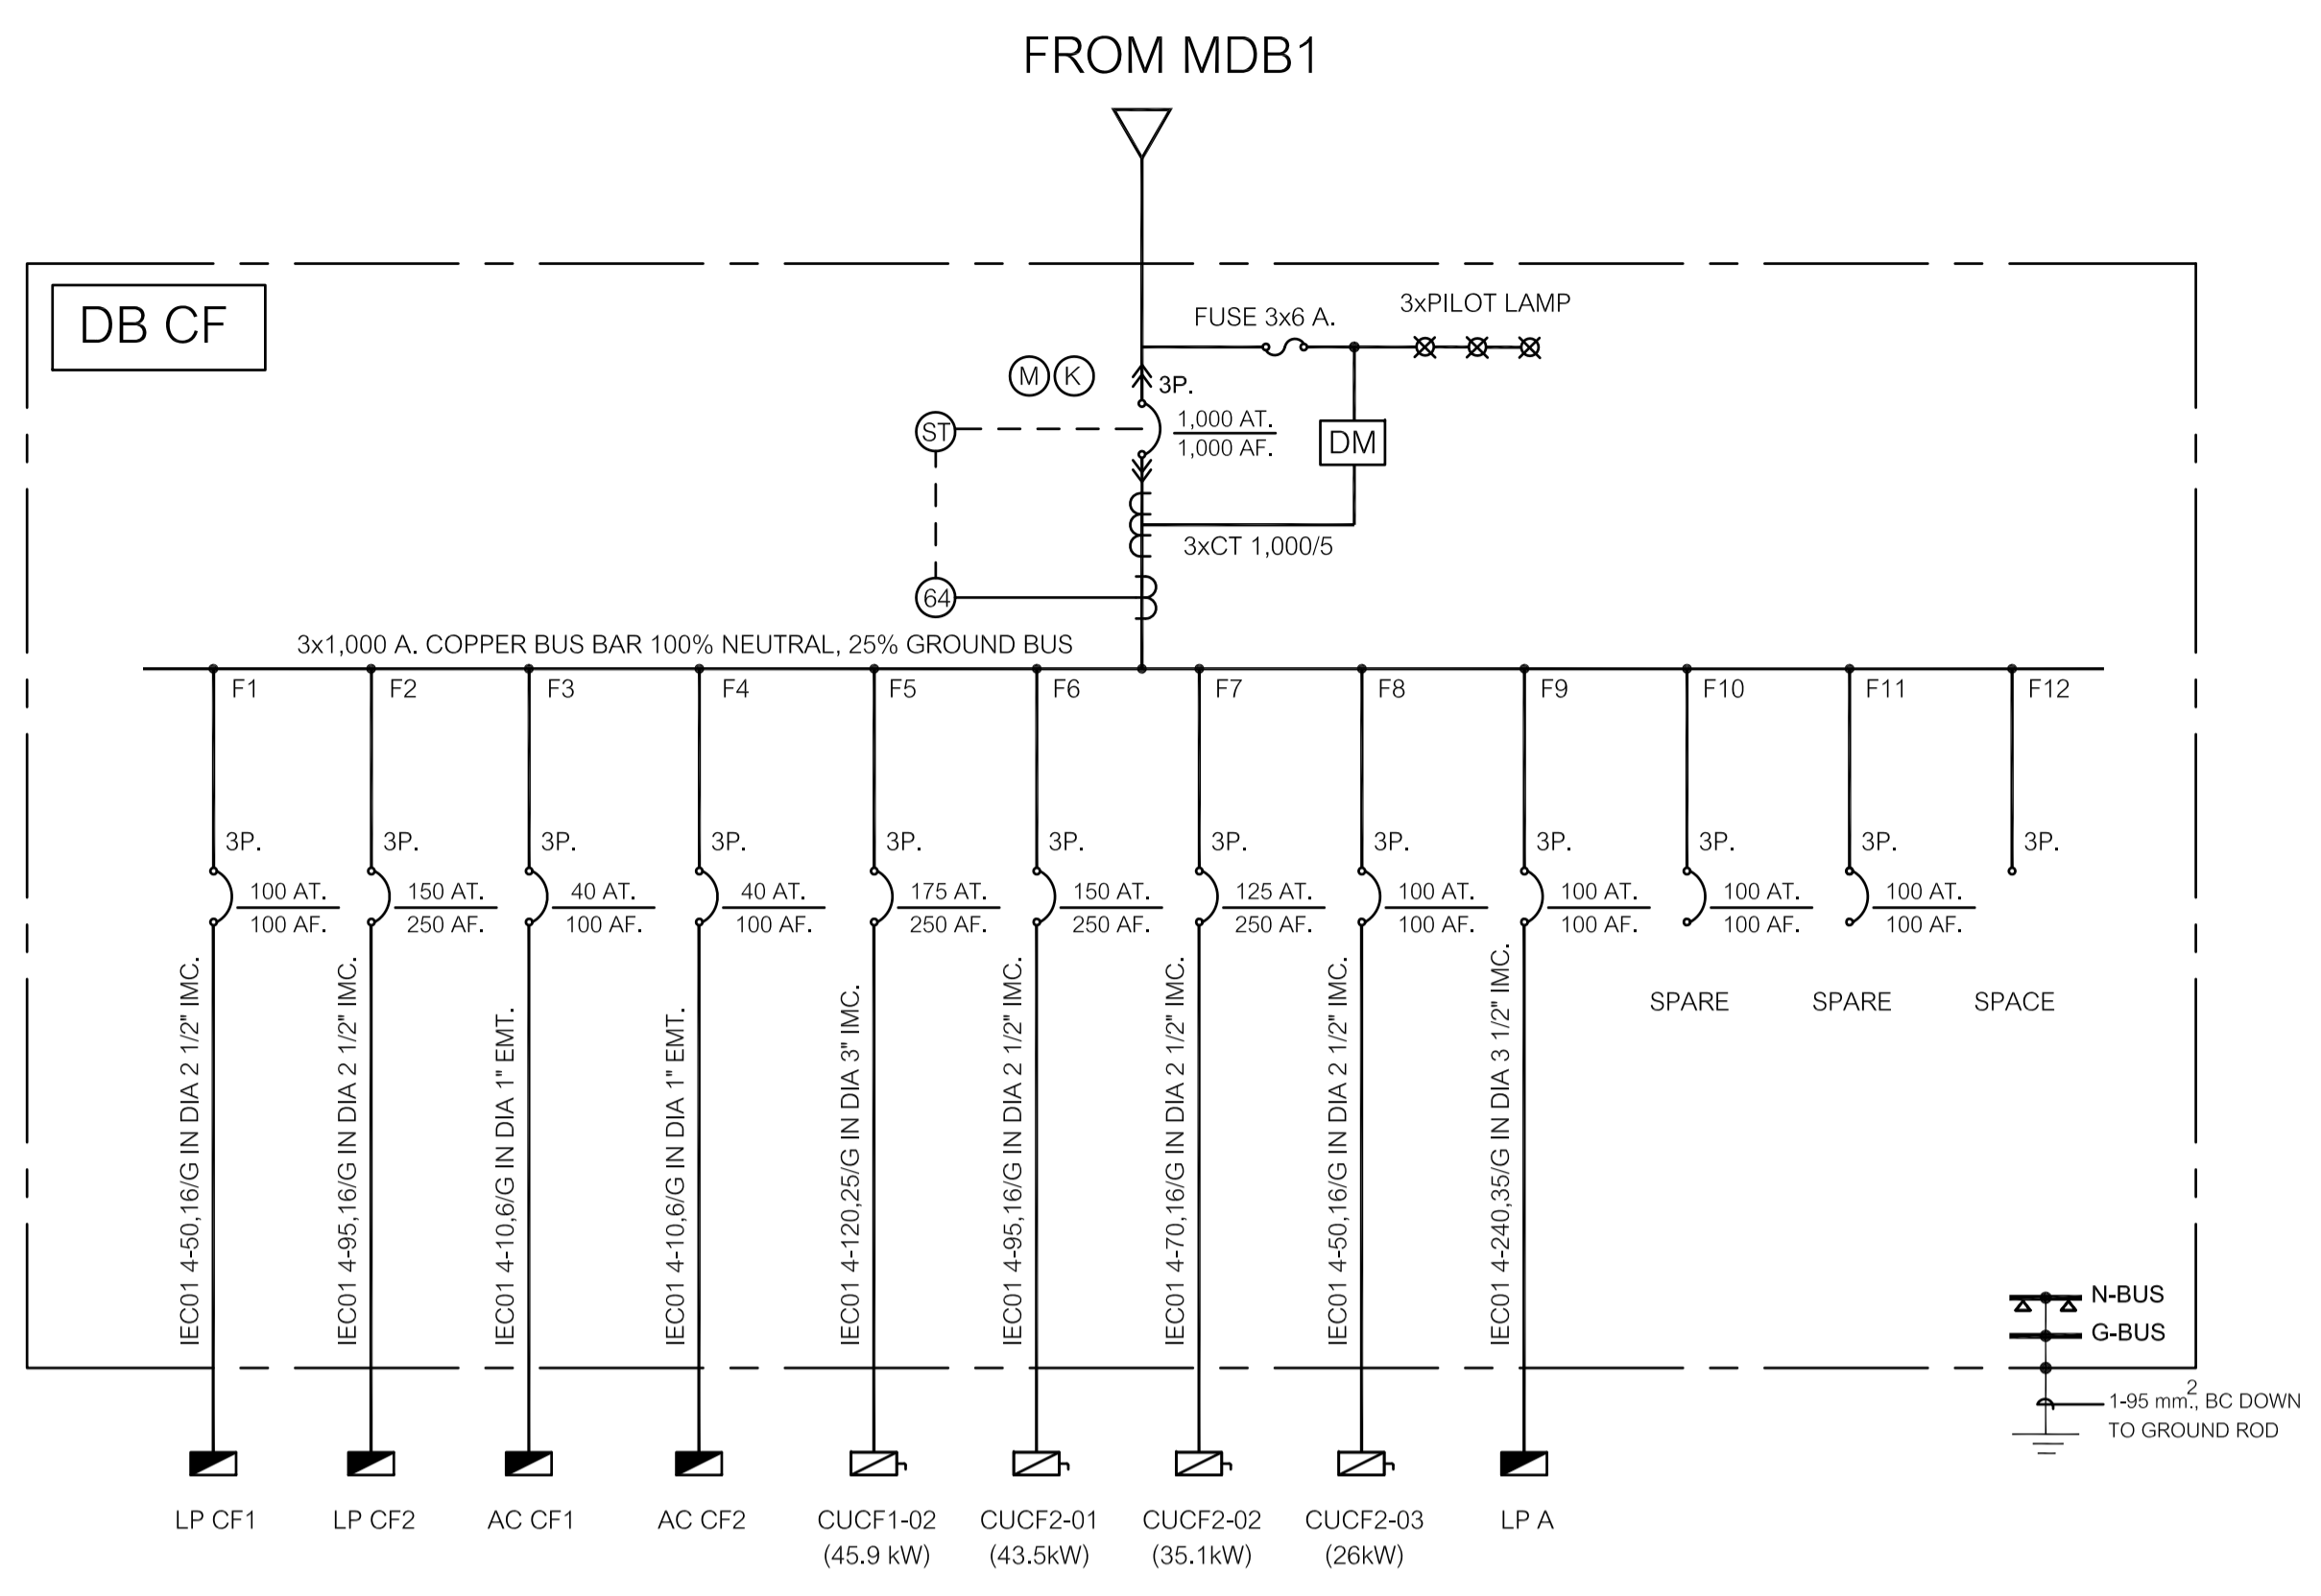 FROM MDB1
DB CF
FUSE 3x6 A.
3xPILOT LAMP
M K
3P.
ST
1,000 AT.
1,000 AF.
DM
3xCT 1,000/5
64
3x1,000 A. COPPER BUS BAR 100% NEUTRAL, 25% GROUND BUS
F1 F2 F3 F4 F5 F6 F7 F8 F9 F10 F11 F12
3P. 3P. 3P. 3P. 3P. 3P. 3P. 3P. 3P. 3P. 3P. 3P.
100 AT. 150 AT. 40 AT. 40 AT. 175 AT. 150 AT. 125 AT. 100 AT. 100 AT. 100 AT. 100 AT.
100 AF. 250 AF. 100 AF. 100 AF. 250 AF. 250 AF. 250 AF. 100 AF. 100 AF. 100 AF. 100 AF.
IEC01 4-50,16/G IN DIA 2 1/2" IMC.
IEC01 4-95,16/G IN DIA 2 1/2" IMC.
IEC01 4-10,6/G IN DIA 1" EMT.
IEC01 4-10,6/G IN DIA 1" EMT.
IEC01 4-120,25/G IN DIA 3" IMC.
IEC01 4-95,16/G IN DIA 2 1/2" IMC.
IEC01 4-70,16/G IN DIA 2 1/2" IMC.
IEC01 4-50,16/G IN DIA 2 1/2" IMC.
IEC01 4-240,35/G IN DIA 3 1/2" IMC.
SPARE SPARE SPACE
N-BUS
G-BUS
1-95 mm.², BC DOWN
TO GROUND ROD
LP CF1 LP CF2 AC CF1 AC CF2 CUCF1-02 CUCF2-01 CUCF2-02 CUCF2-03 LP A
(45.9 kW) (43.5kW) (35.1kW) (26kW)